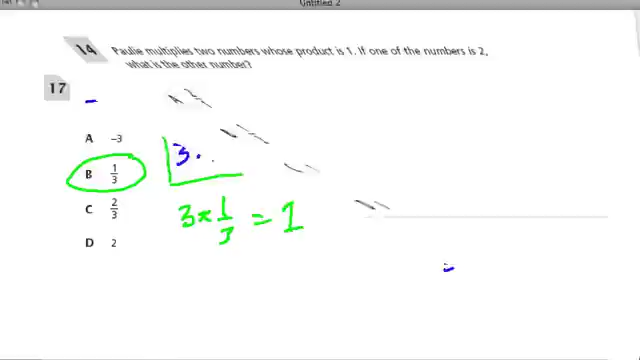 Untitled 2
14 Paulie multiplies two numbers whose product is 1. If one of the numbers is 2,
what is the other number?
17
A -3
B 1/3
3.
C 2/3
3 x 1/3 = 1
D 2